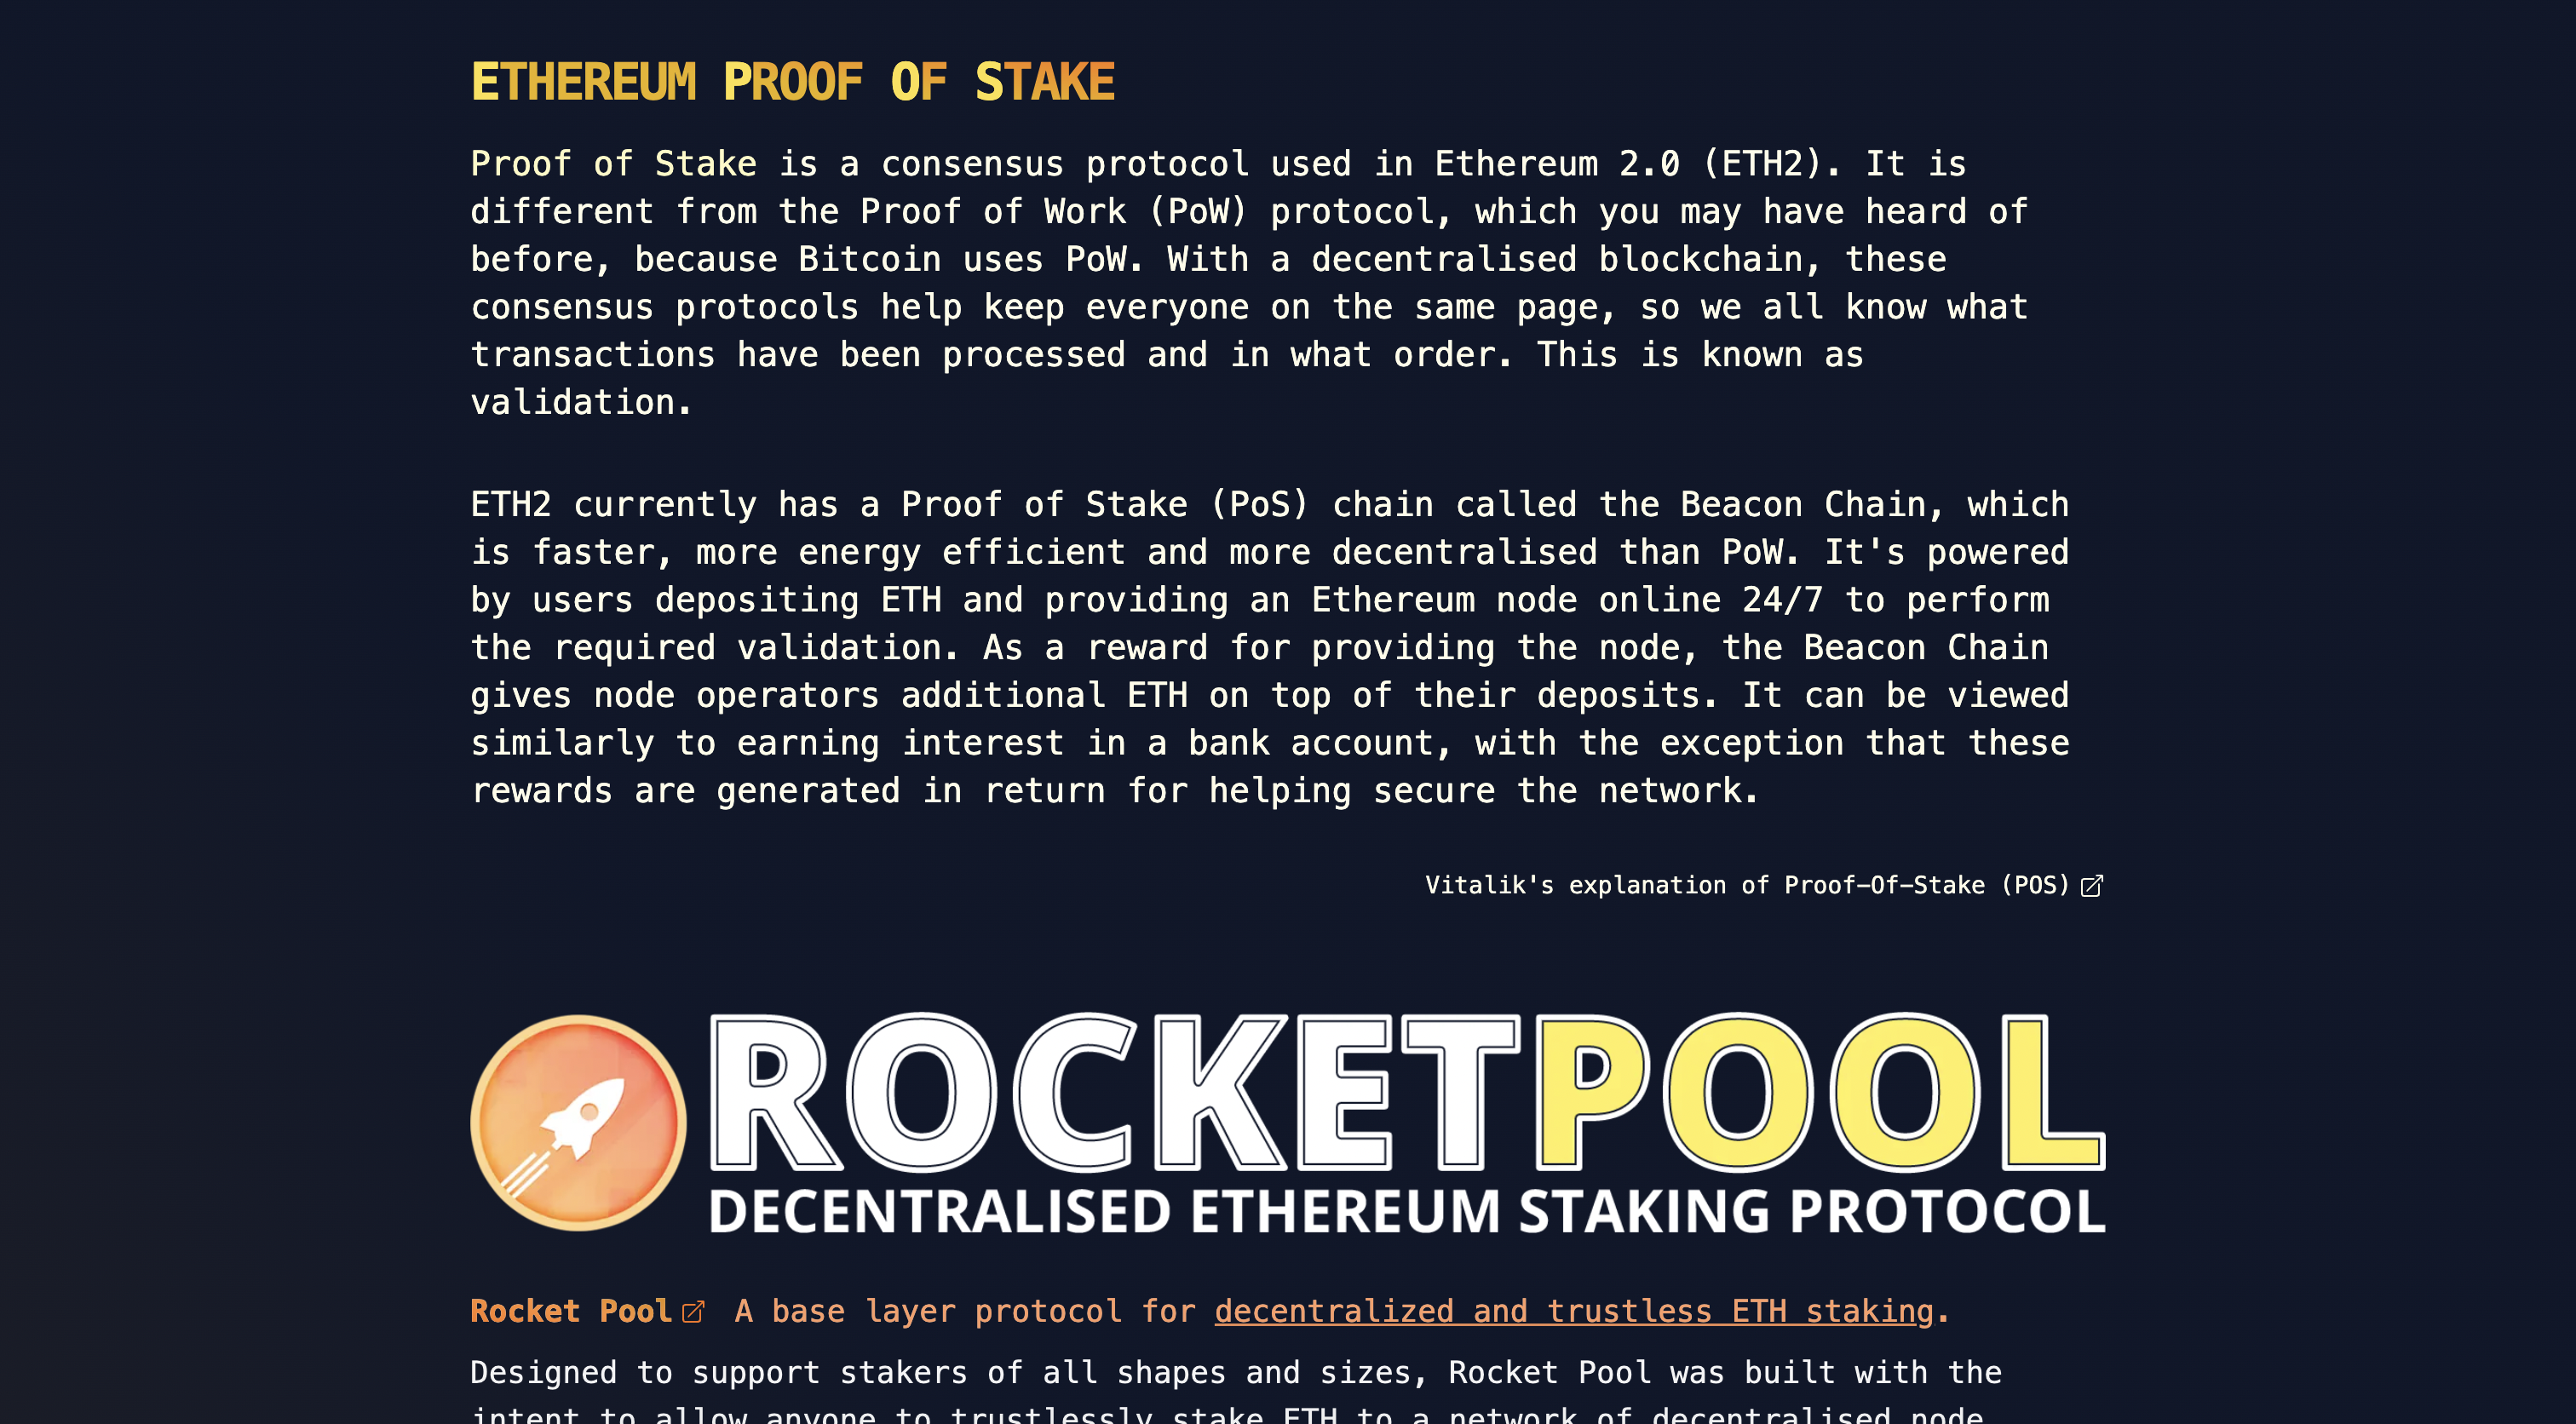 ETHEREUM PROOF OF STAKE
Proof of Stake is a consensus protocol used in Ethereum 2.0 (ETH2). It is
different from the Proof of Work (PoW) protocol, which you may have heard of
before, because Bitcoin uses PoW. With a decentralised blockchain, these
consensus protocols help keep everyone on the same page, so we all know what
transactions have been processed and in what order. This is known as
validation.
ETH2 currently has a Proof of Stake (PoS) chain called the Beacon Chain, which
is faster, more energy efficient and more decentralised than PoW. It's powered
by users depositing ETH and providing an Ethereum node online 24/7 to perform
the required validation. As a reward for providing the node, the Beacon Chain
gives node operators additional ETH on top of their deposits. It can be viewed
similarly to earning interest in a bank account, with the exception that these
rewards are generated in return for helping secure the network.
Vitalik's explanation of Proof-Of-Stake (POS)
ROCKETPOOL
DECENTRALISED ETHEREUM STAKING PROTOCOL
Rocket Pool A base layer protocol for decentralized and trustless ETH staking.
Designed to support stakers of all shapes and sizes, Rocket Pool was built with the
intent to allow anyone to trustlessly stake ETH to a network of decentralised node